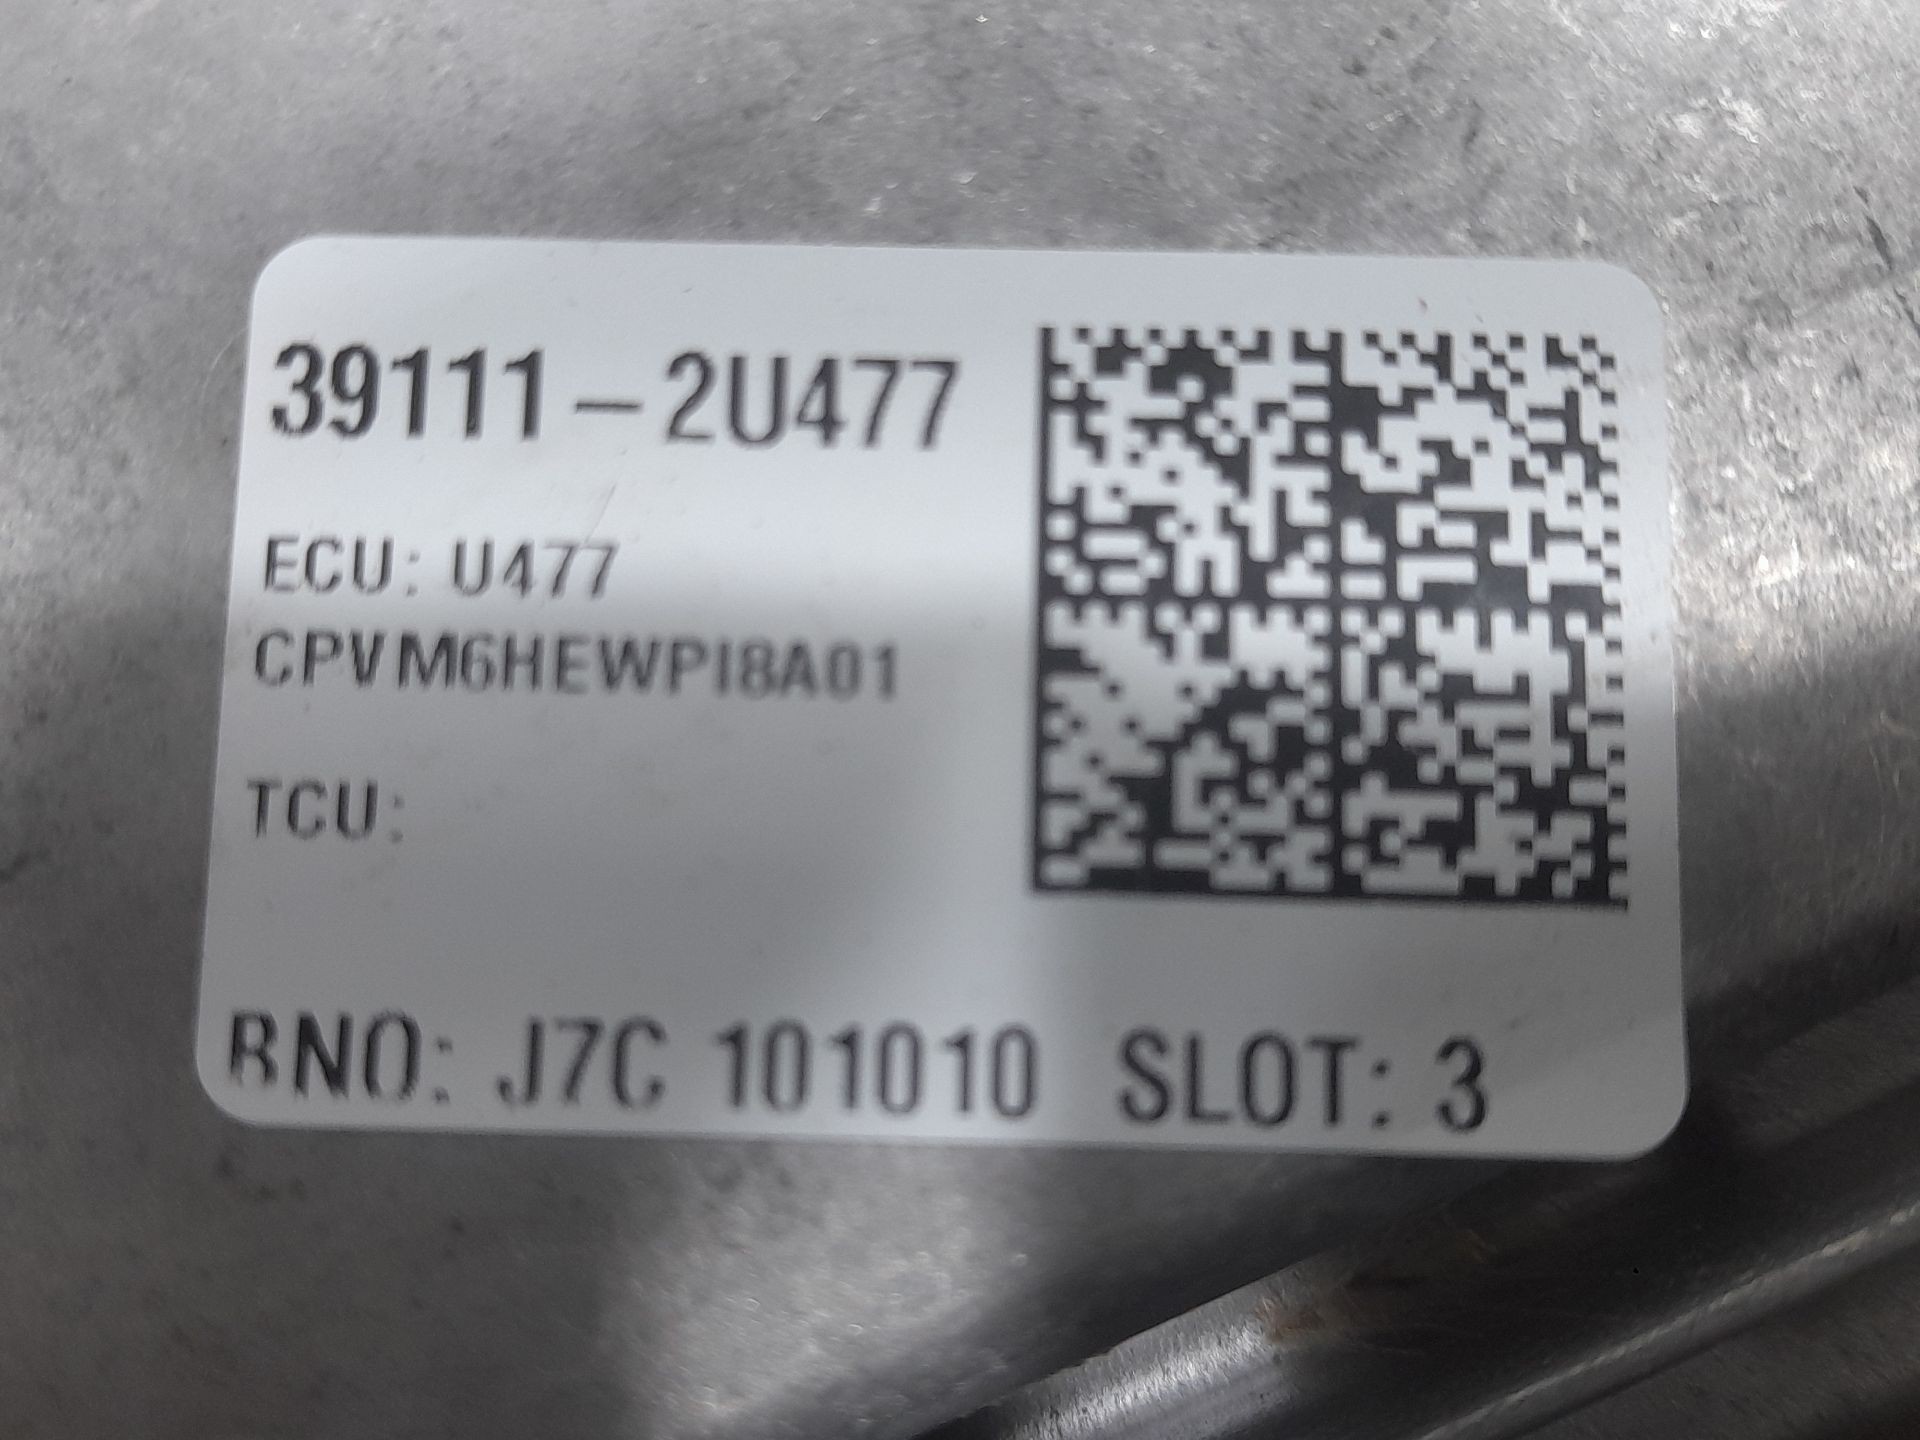 39111-2U477
ECU: U477
CPVM6HEWPI8A01
TCU:
BNO: J7C 101010 SLOT: 3